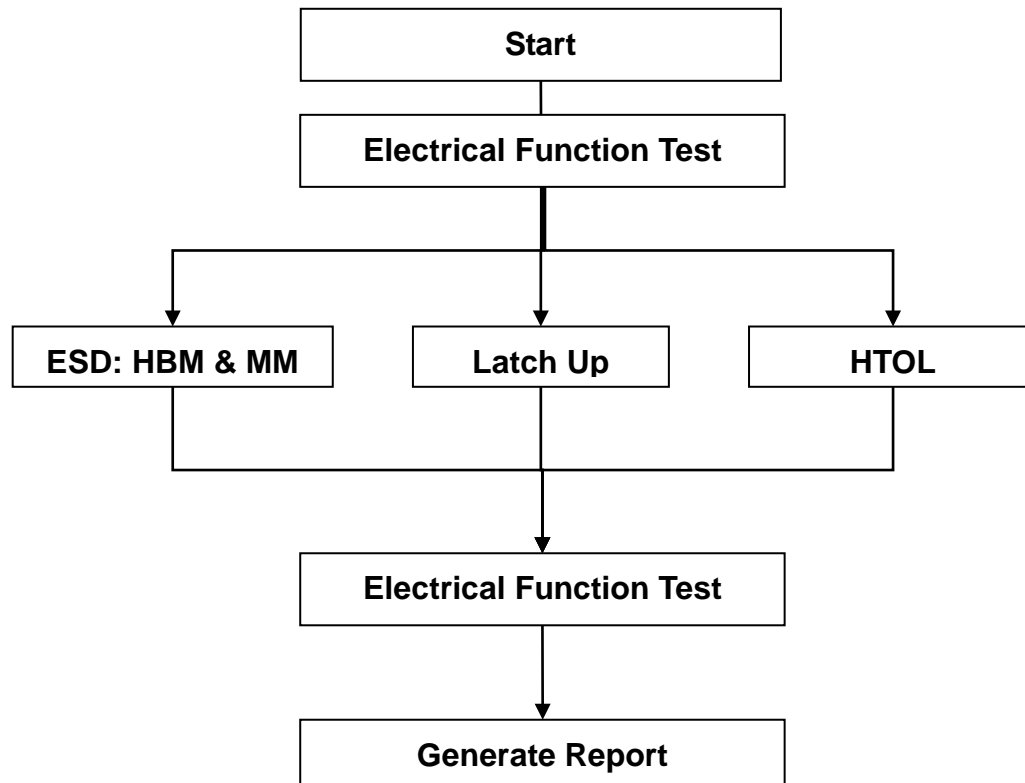 Start
Electrical Function Test
ESD: HBM & MM
Latch Up
HTOL
Electrical Function Test
Generate Report